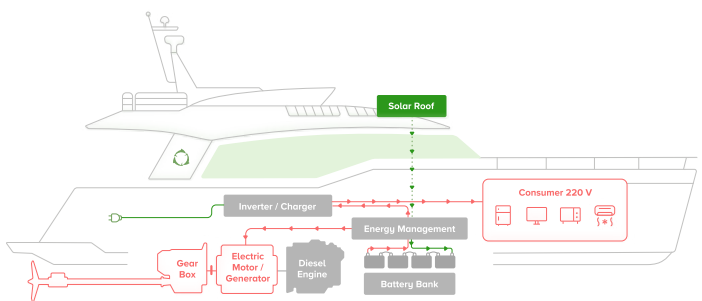 Solar Roof
Consumer 220 V
Inverter / Charger
Energy Management
Gear
Box
Electric
Motor /
Generator
Diesel
Engine
Battery Bank